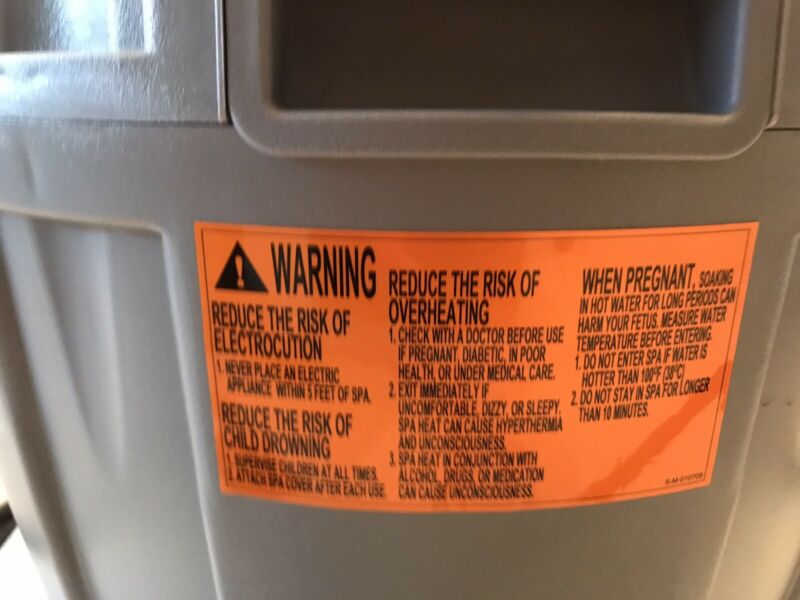 WARNING
REDUCE THE RISK OF
ELECTROCUTION
1. NEVER PLACE AN ELECTRIC
APPLIANCE WITHIN 5 FEET OF SPA.
REDUCE THE RISK OF
CHILD DROWNING
1. SUPERVISE CHILDREN AT ALL TIMES.
2. ATTACH SPA COVER AFTER EACH USE.
REDUCE THE RISK OF
OVERHEATING
1. CHECK WITH A DOCTOR BEFORE USE
IF PREGNANT, DIABETIC, IN POOR
HEALTH, OR UNDER MEDICAL CARE.
2. EXIT IMMEDIATELY IF
UNCOMFORTABLE, DIZZY, OR SLEEPY.
SPA HEAT CAN CAUSE HYPERTHERMIA
AND UNCONSCIOUSNESS.
3. SPA HEAT IN CONJUNCTION WITH
ALCOHOL, DRUGS, OR MEDICATION
CAN CAUSE UNCONSCIOUSNESS.
WHEN PREGNANT, SOAKING
IN HOT WATER FOR LONG PERIODS CAN
HARM YOUR FETUS. MEASURE WATER
TEMPERATURE BEFORE ENTERING.
1. DO NOT ENTER SPA IF WATER IS
HOTTER THAN 100°F (38°C)
2. DO NOT STAY IN SPA FOR LONGER
THAN 10 MINUTES.
S-M-010709